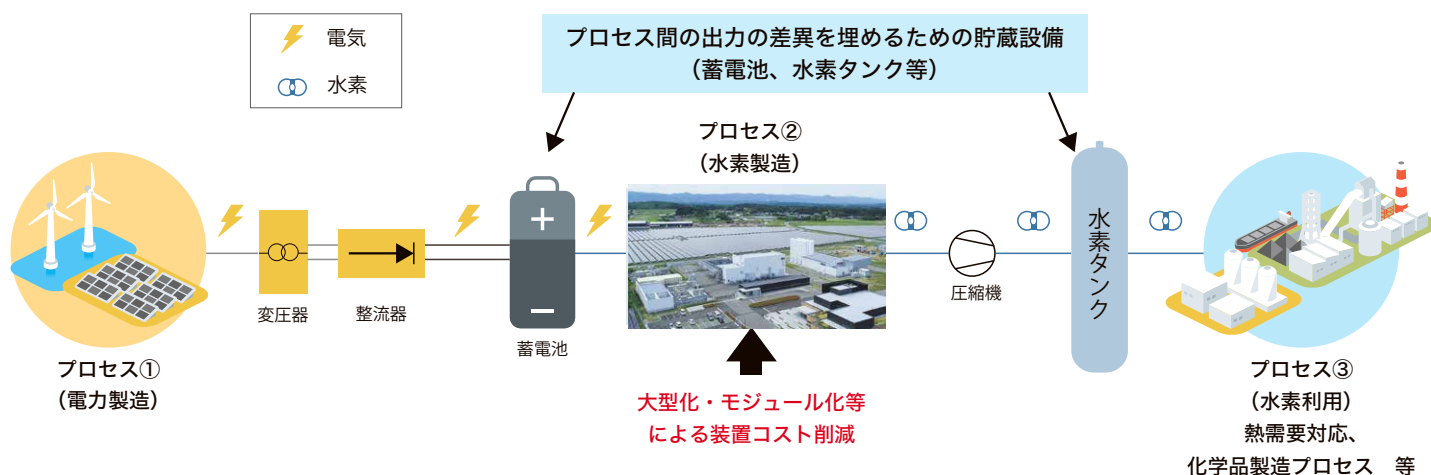 電気
水素
プロセス間の出力の差異を埋めるための貯蔵設備
（蓄電池、水素タンク等）
プロセス②
（水素製造）
プロセス①
（電力製造）
変圧器
整流器
+
−
蓄電池
大型化・モジュール化等
による装置コスト削減
圧縮機
水素タンク
プロセス③
（水素利用）
熱需要対応、
化学品製造プロセス　等